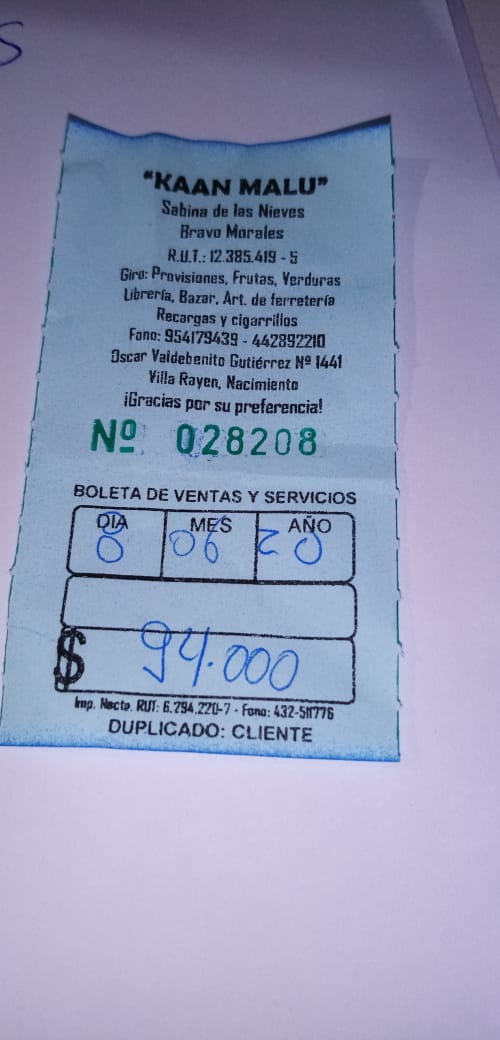 S
"KAAN MALU"
Sabina de las Nieves
Bravo Morales
R.U.T.: 12.385.419 - 5
Giro: Provisiones, Frutas, Verduras
Librería, Bazar, Art. de ferretería
Recargas y cigarrillos
Fono: 954179439 - 442892210
Oscar Valdebenito Gutiérrez Nº 1441
Villa Rayen, Nacimiento
¡Gracias por su preferencia!
Nº 028208
BOLETA DE VENTAS Y SERVICIOS
DIA MES AÑO
8 06 20
$ 94.000
Imp. Nacto. RUT: 6.294.220-7 - Fono: 432-511776
DUPLICADO: CLIENTE